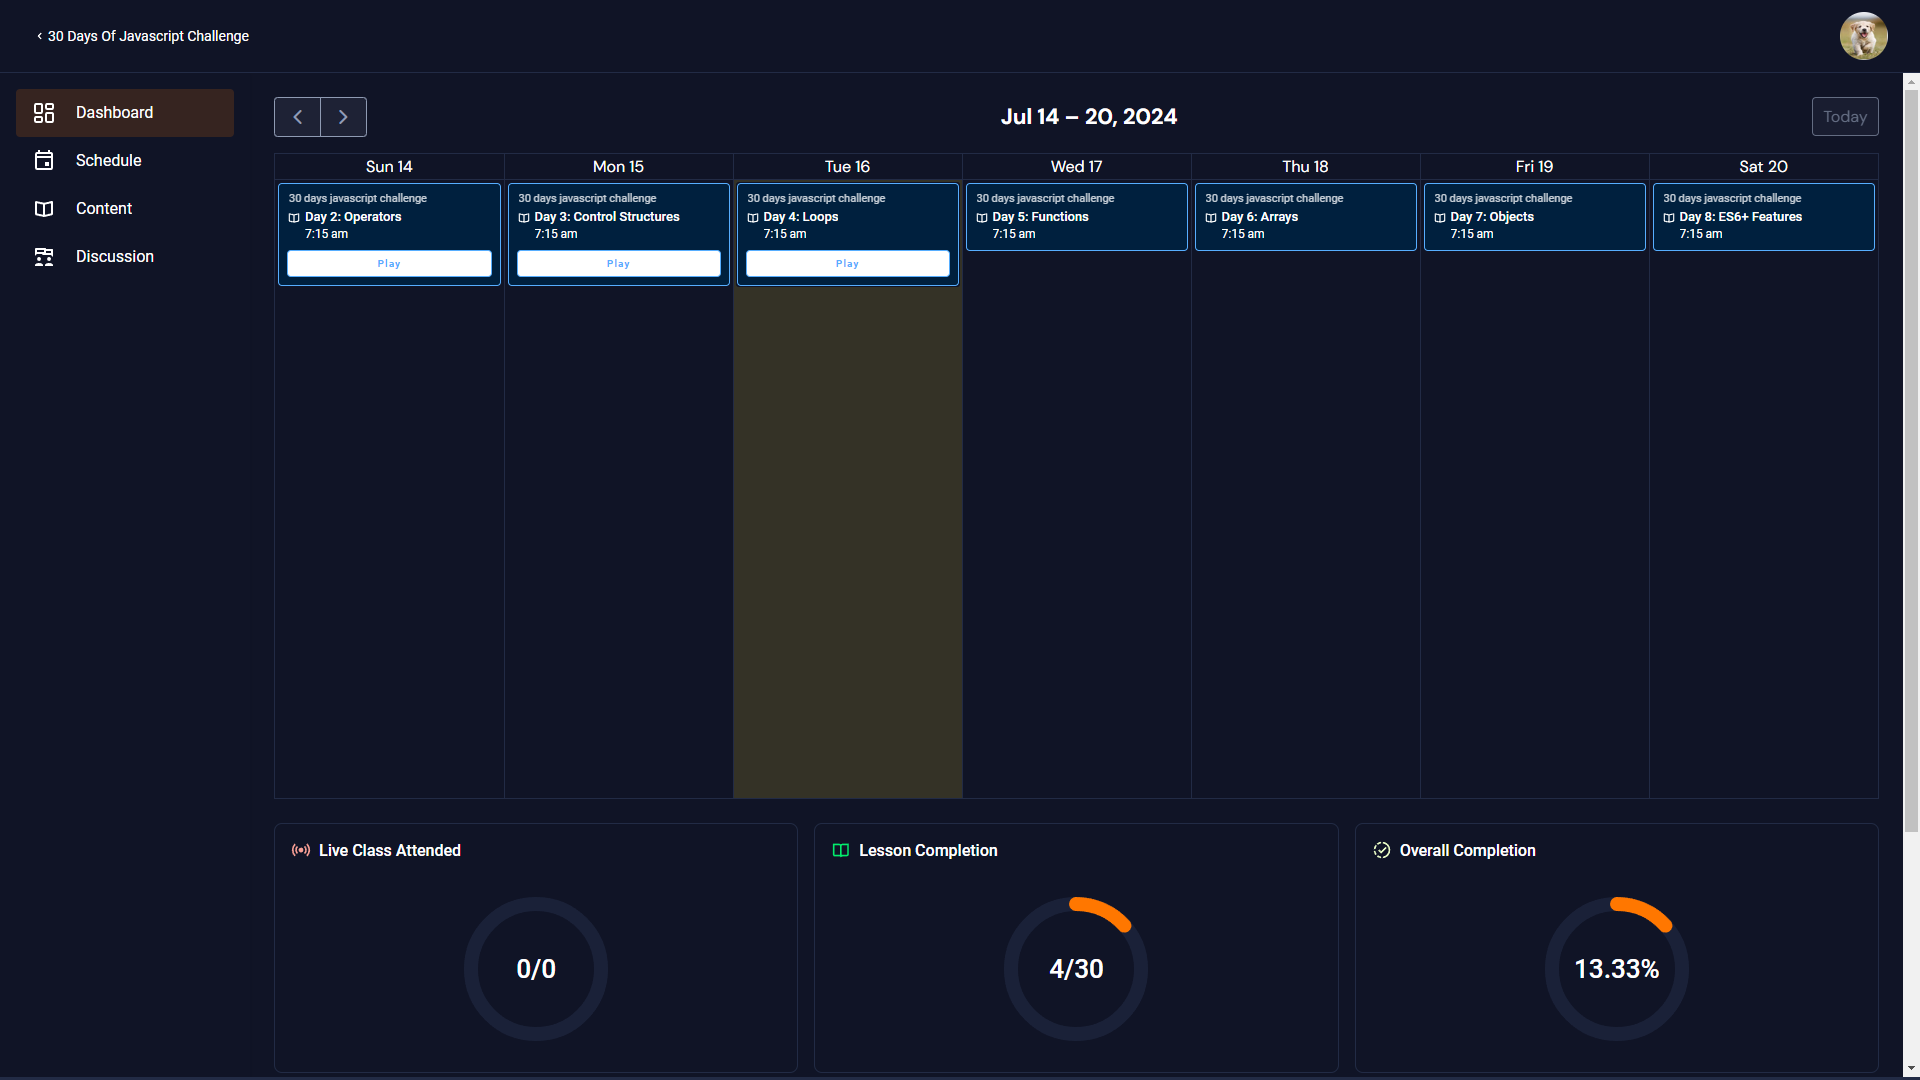 30 Days Of Javascript Challenge
Dashboard
Schedule
Content
Discussion
Jul 14 – 20, 2024
Today
Sun 14
Mon 15
Tue 16
Wed 17
Thu 18
Fri 19
Sat 20
30 days javascript challenge
Day 2: Operators
7:15 am
Play
30 days javascript challenge
Day 3: Control Structures
7:15 am
Play
30 days javascript challenge
Day 4: Loops
7:15 am
Play
30 days javascript challenge
Day 5: Functions
7:15 am
30 days javascript challenge
Day 6: Arrays
7:15 am
30 days javascript challenge
Day 7: Objects
7:15 am
30 days javascript challenge
Day 8: ES6+ Features
7:15 am
Live Class Attended
0/0
Lesson Completion
4/30
Overall Completion
13.33%